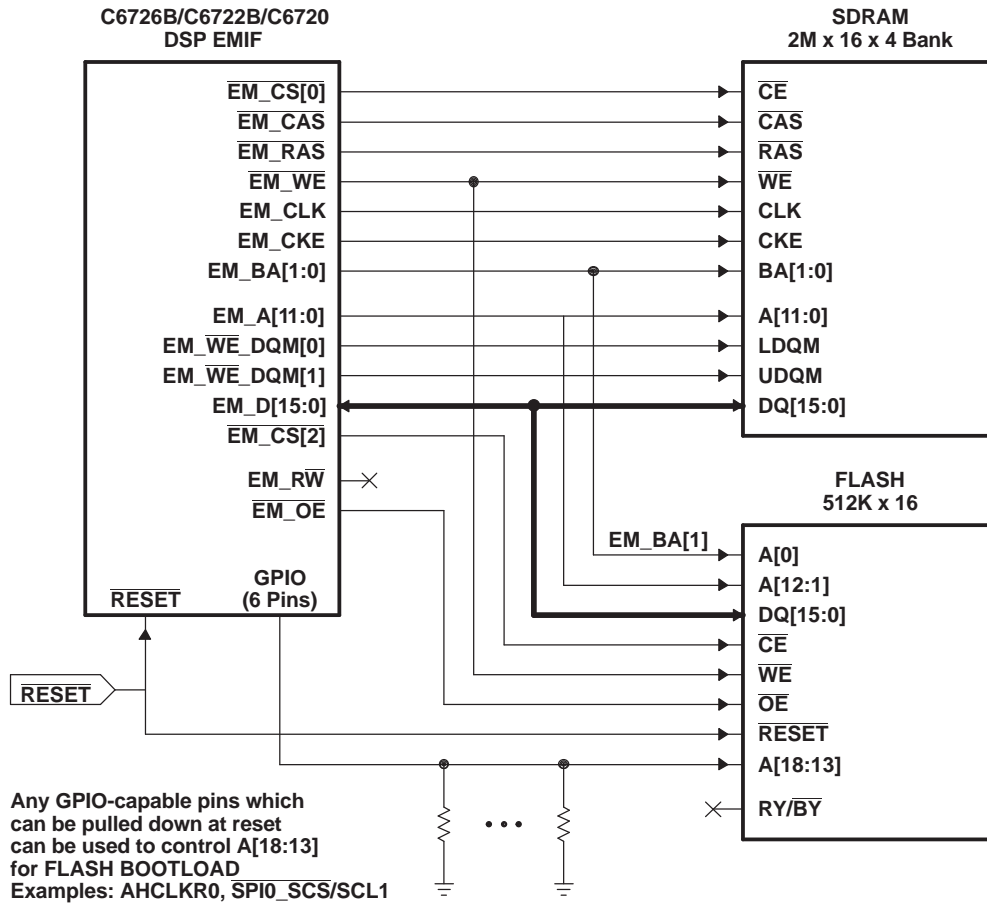 C6726B/C6722B/C6720
DSP EMIF
SDRAM
2M x 16 x 4 Bank
EM_CS[0]
EM_CAS
EM_RAS
EM_WE
EM_CLK
EM_CKE
EM_BA[1:0]
EM_A[11:0]
EM_WE_DQM[0]
EM_WE_DQM[1]
EM_D[15:0]
EM_CS[2]
EM_RW
EM_OE
GPIO
(6 Pins)
RESET
CE
CAS
RAS
WE
CLK
CKE
BA[1:0]
A[11:0]
LDQM
UDQM
DQ[15:0]
FLASH
512K x 16
EM_BA[1]
A[0]
A[12:1]
DQ[15:0]
CE
WE
OE
RESET
A[18:13]
RY/BY
RESET
Any GPIO-capable pins which
can be pulled down at reset
can be used to control A[18:13]
for FLASH BOOTLOAD
Examples: AHCLKR0, SPI0_SCS/SCL1